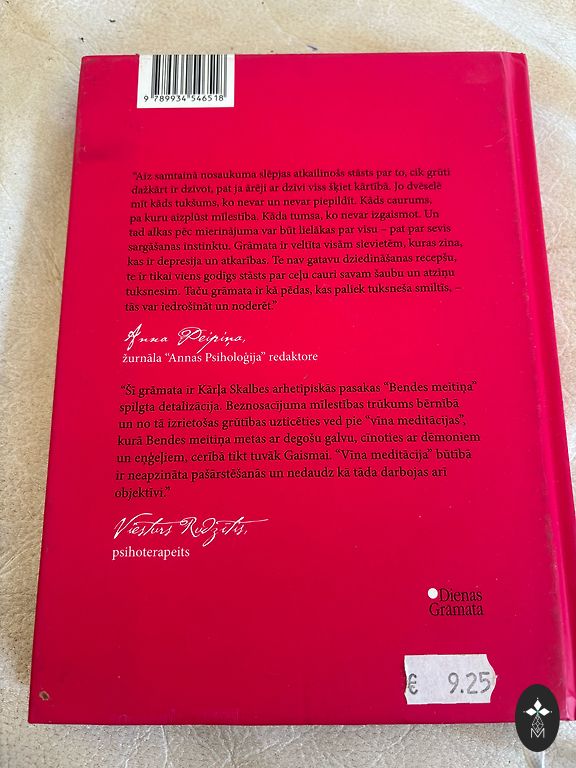 9 789934 546518
"Aiz samtainā nosaukuma slēpjas atkailinošs stāsts par to, cik grūti
dažkārt ir dzīvot, pat ja ārēji ar dzīvi viss šķiet kārtībā. Jo dvēselē
mīt kāds tukšums, ko nevar un nevar piepildīt. Kāds caurums,
pa kuru aizplūst mīlestība. Kāda tumsa, ko nevar izgaismot. Un
tad alkas pēc mierinājuma var būt lielākas par visu – pat par sevis
sargāšanas instinktu. Grāmata ir veltīta visām sievietēm, kuras zina,
kas ir depresija un atkarības. Te nav gatavu dziedināšanas recepšu,
te ir tikai viens godīgs stāsts par ceļu cauri savam šaubu un atziņu
tuksnesim. Taču grāmata ir kā pēdas, kas paliek tuksneša smiltīs, –
tās var iedrošināt un noderēt."
Anna Peipiņa,
žurnāla "Annas Psiholoģija" redaktore
"Šī grāmata ir Kārļa Skalbes arhetipiskās pasakas "Bendes meitiņa"
spilgta detalizācija. Beznosacījuma mīlestības trūkums bērnībā
un no tā izrietošas grūtības uzticēties ved pie "vīna meditācijas",
kurā Bendes meitiņa metas ar degošu galvu, cīnoties ar dēmoniem
un eņģeļiem, cerībā tikt tuvāk Gaismai. "Vīna meditācija" būtībā
ir neapzināta pašārstēšanās un nedaudz kā tāda darbojas arī
objektīvi."
Viesturs Rudzītis,
psihoterapeits
Dienas
Grāmata
€ 9.25
M